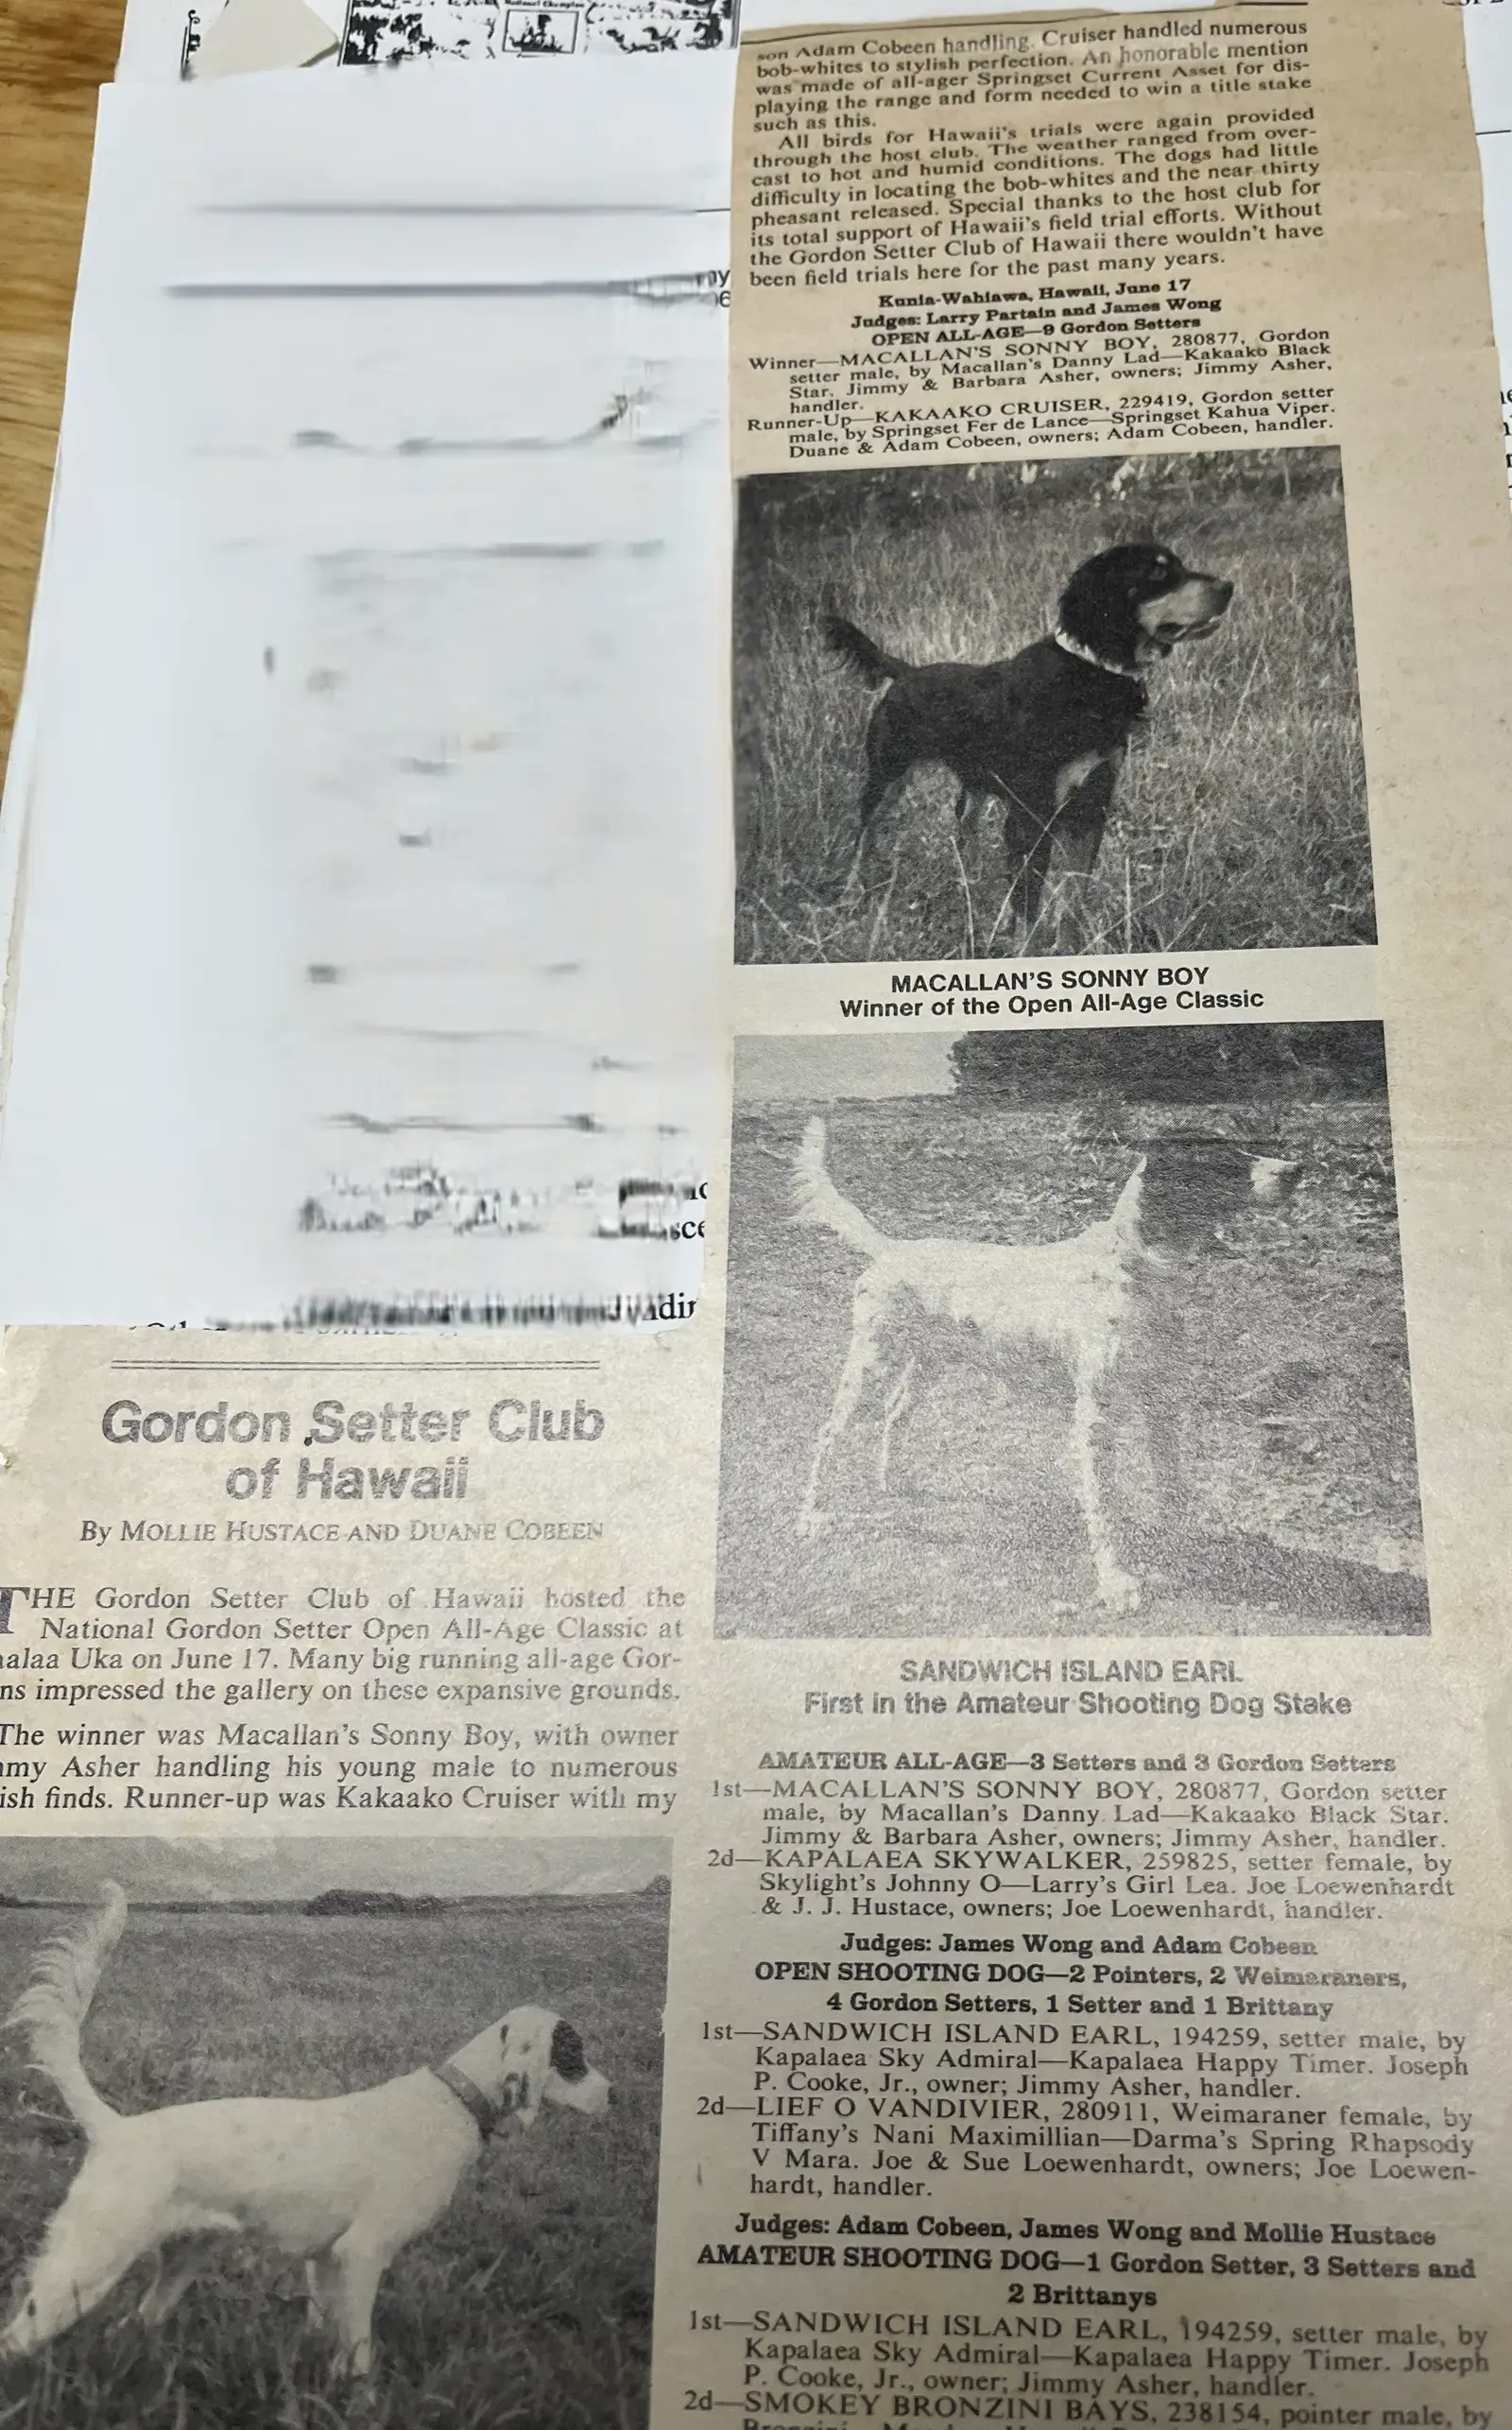 Gordon Setter Club
of Hawaii
By MOLLIE HUSTACE AND DUANE COBEEN
THE Gordon Setter Club of Hawaii hosted the
National Gordon Setter Open All-Age Classic at
alaa Uka on June 17. Many big running all-age Gor-
ns impressed the gallery on these expansive grounds.
The winner was Macallan's Sonny Boy, with owner
my Asher handling his young male to numerous
ish finds. Runner-up was Kakaako Cruiser with my
son Adam Cobeen handling. Cruiser handled numerous
bob-whites to stylish perfection. An honorable mention
was made of all-ager Springset Current Asset for dis-
playing the range and form needed to win a title stake
such as this.
All birds for Hawaii's trials were again provided
through the host club. The weather ranged from over-
cast to hot and humid conditions. The dogs had little
difficulty in locating the bob-whites and the near thirty
pheasant released. Special thanks to the host club for
its total support of Hawaii's field trial efforts. Without
the Gordon Setter Club of Hawaii there wouldn't have
been field trials here for the past many years.
Kunia-Wahiawa, Hawaii, June 17
Judges: Larry Partain and James Wong
OPEN ALL-AGE—9 Gordon Setters
Winner—MACALLAN'S SONNY BOY, 280877, Gordon
setter male, by Macallan's Danny Lad—Kakaako Black
Star. Jimmy & Barbara Asher, owners; Jimmy Asher,
handler.
Runner-Up—KAKAAKO CRUISER, 229419, Gordon setter
male, by Springset Fer de Lance—Springset Kahua Viper.
Duane & Adam Cobeen, owners; Adam Cobeen, handler.
MACALLAN'S SONNY BOY
Winner of the Open All-Age Classic
SANDWICH ISLAND EARL
First in the Amateur Shooting Dog Stake
AMATEUR ALL-AGE—3 Setters and 3 Gordon Setters
1st—MACALLAN'S SONNY BOY, 280877, Gordon setter
male, by Macallan's Danny Lad—Kakaako Black Star.
Jimmy & Barbara Asher, owners; Jimmy Asher, handler.
2d—KAPALAEA SKYWALKER, 259825, setter female, by
Skylight's Johnny O—Larry's Girl Lea. Joe Loewenhardt
& J. J. Hustace, owners; Joe Loewenhardt, handler.
Judges: James Wong and Adam Cobeen
OPEN SHOOTING DOG—2 Pointers, 2 Weimaraners,
4 Gordon Setters, 1 Setter and 1 Brittany
1st—SANDWICH ISLAND EARL, 194259, setter male, by
Kapalaea Sky Admiral—Kapalaea Happy Timer. Joseph
P. Cooke, Jr., owner; Jimmy Asher, handler.
2d—LIEF O VANDIVIER, 280911, Weimaraner female, by
Tiffany's Nani Maximillian—Darma's Spring Rhapsody
V Mara. Joe & Sue Loewenhardt, owners; Joe Loewen-
hardt, handler.
Judges: Adam Cobeen, James Wong and Mollie Hustace
AMATEUR SHOOTING DOG—1 Gordon Setter, 3 Setters and
2 Brittanys
1st—SANDWICH ISLAND EARL, 194259, setter male, by
Kapalaea Sky Admiral—Kapalaea Happy Timer. Joseph
P. Cooke, Jr., owner; Jimmy Asher, handler.
2d—SMOKEY BRONZINI BAYS, 238154, pointer male, by